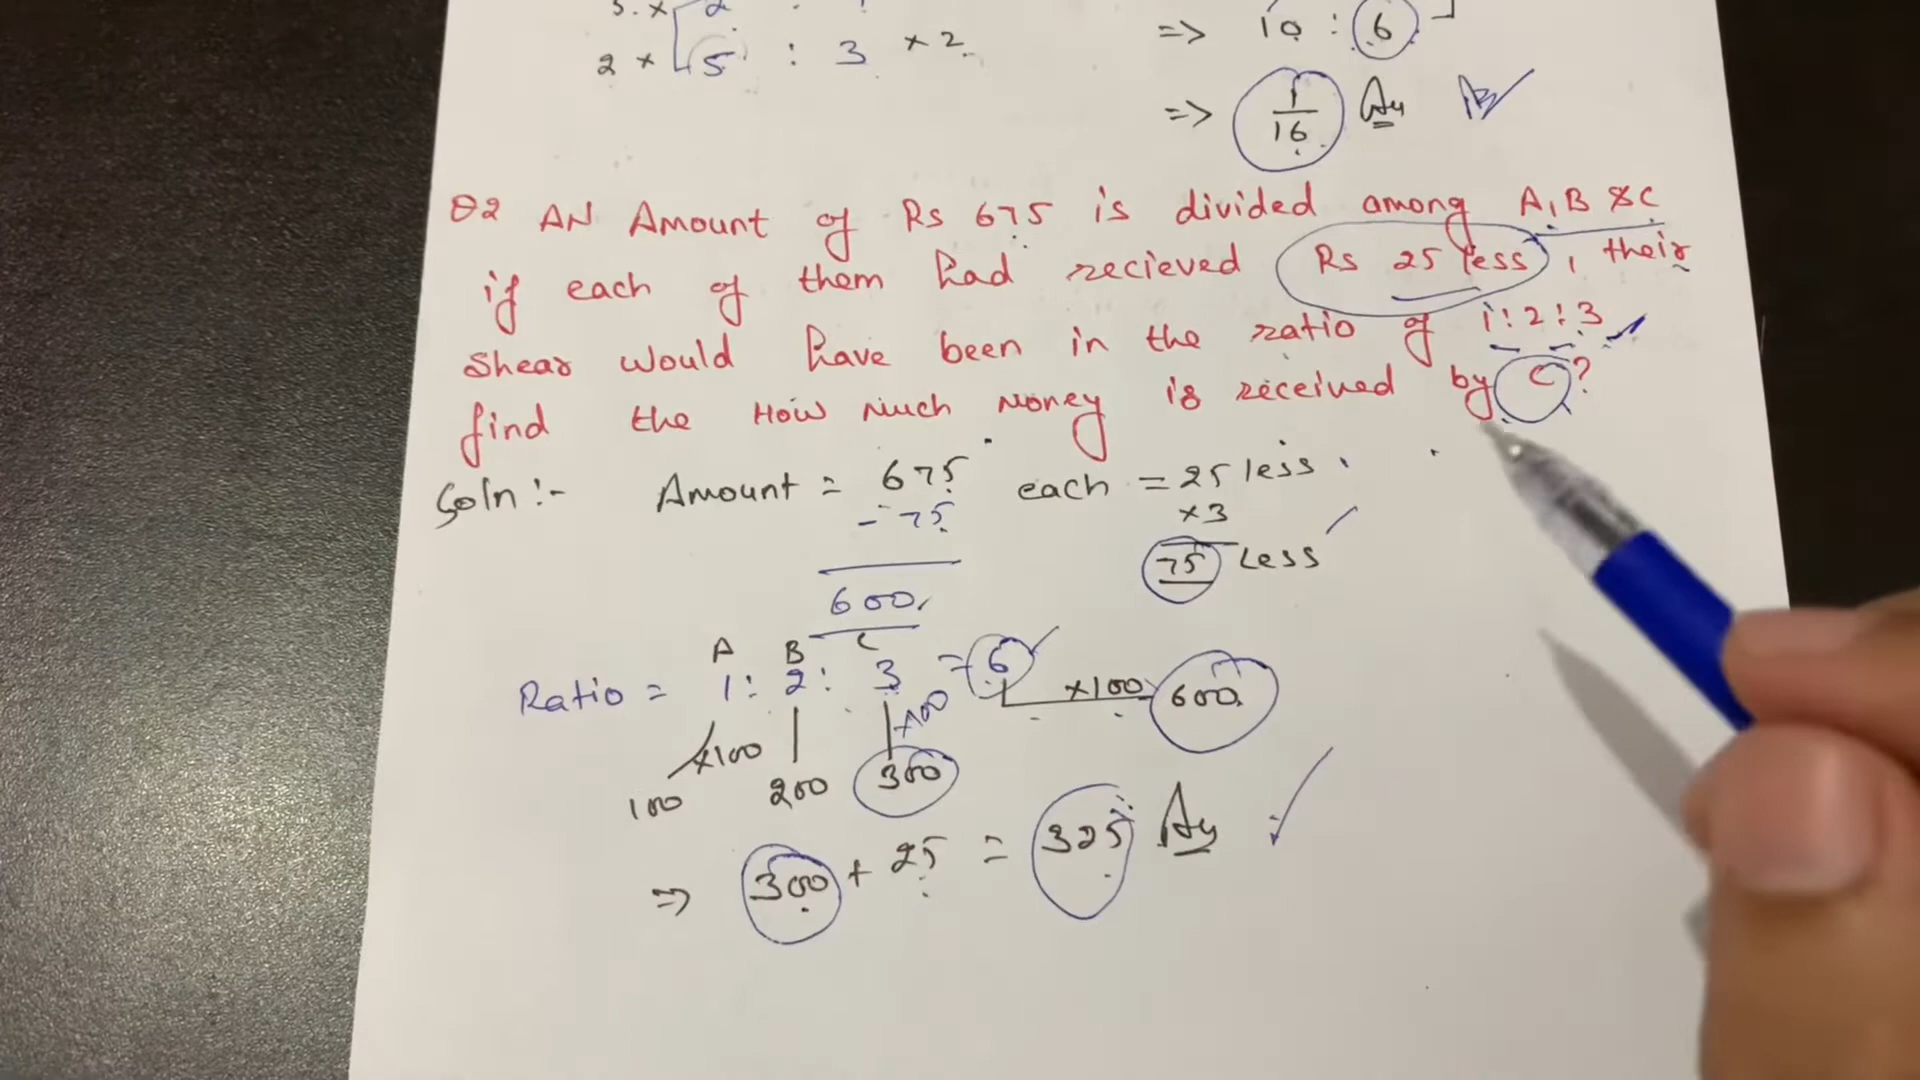 2 × 5 : 3 × 2
=> 10 : 6
=> 1/16
Q2 AN Amount of Rs 675 is divided among A, B & C
if each of them had recieved Rs 25 less, their
shear would have been in the ratio of 1:2:3
find the How much money is received by C?
Soln:- Amount = 675 each = 25 less
- 75 ×3
600 75 Less
A B C
Ratio = 1: 2: 3 = 6 ×100 600
×100 ×100
100 200 300
=> 300 + 25 = 325